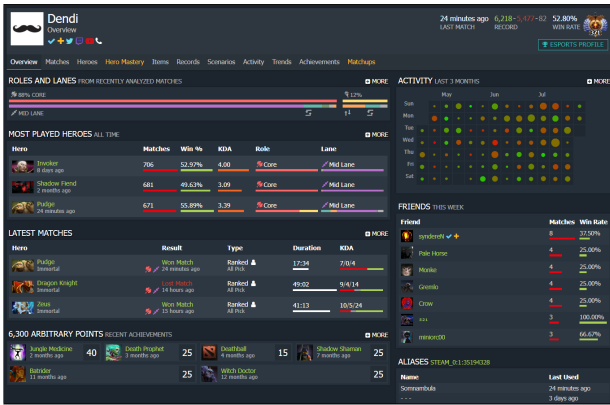 Dendi
Overview
24 minutes ago 6,218-5,477-82 52.80%
LAST MATCH RECORD WIN RATE
321
ESPORTS PROFILE
Overview Matches Heroes Hero Mastery Items Records Scenarios Activity Trends Achievements Matchups
ROLES AND LANES FROM RECENTLY ANALYZED MATCHES MORE
88% CORE 12%
MID LANE
MOST PLAYED HEROES ALL TIME MORE
Hero Matches Win % KDA Role Lane
Invoker 706 52.97% 4.00 Core Mid Lane
8 days ago
Shadow Fiend 681 49.63% 3.09 Core Mid Lane
2 months ago
Pudge 671 55.89% 3.39 Core Mid Lane
24 minutes ago
LATEST MATCHES MORE
Hero Result Type Duration KDA
Pudge Won Match Ranked 17:34 7/0/4
Immortal 24 minutes ago All Pick
Dragon Knight Lost Match Ranked 49:02 9/4/14
Immortal 14 hours ago All Pick
Zeus Won Match Ranked 41:13 10/5/24
Immortal 15 hours ago All Pick
6,300 ARBITRARY POINTS RECENT ACHIEVEMENTS MORE
Jungle Medicine 40 Death Prophet 25 Deathball 15 Shadow Shaman 25
2 months ago 3 months ago 4 months ago 7 months ago
Batrider 25 Witch Doctor 25
11 months ago 12 months ago
ACTIVITY LAST 3 MONTHS MORE
May Jun Jul
Sun
Mon
Tue
Wed
Thu
Fri
Sat
FRIENDS THIS WEEK
Friend Matches Win Rate
syndereN 8 37.50%
Pale Horse 4 25.00%
Monke 4 25.00%
Gremlo 4 25.00%
Crow 4 25.00%
3 100.00%
miniorc00 3 66.67%
ALIASES STEAM_0:1:35194328
Name Last Used
Somnambula 24 minutes ago
- - - 3 days ago